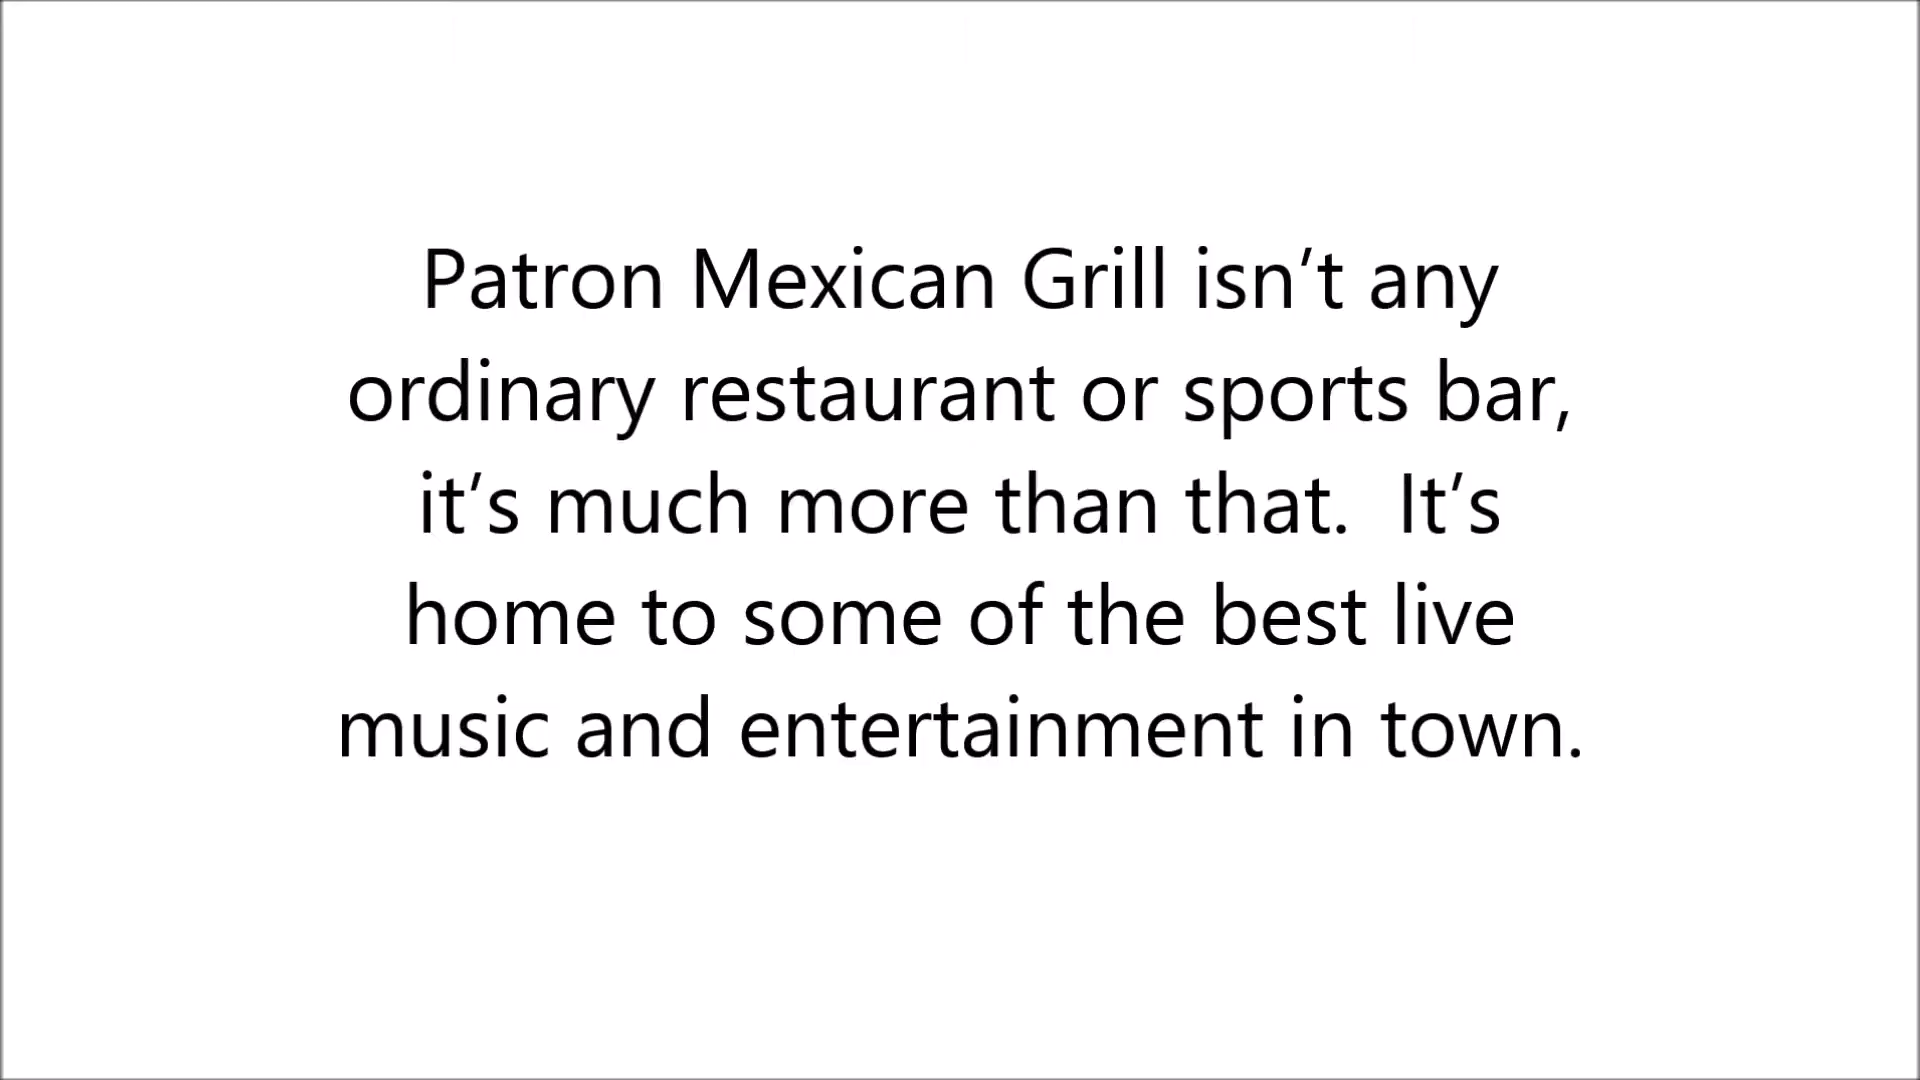 Patron Mexican Grill isn’t any
ordinary restaurant or sports bar,
it’s much more than that.  It’s
home to some of the best live
music and entertainment in town.